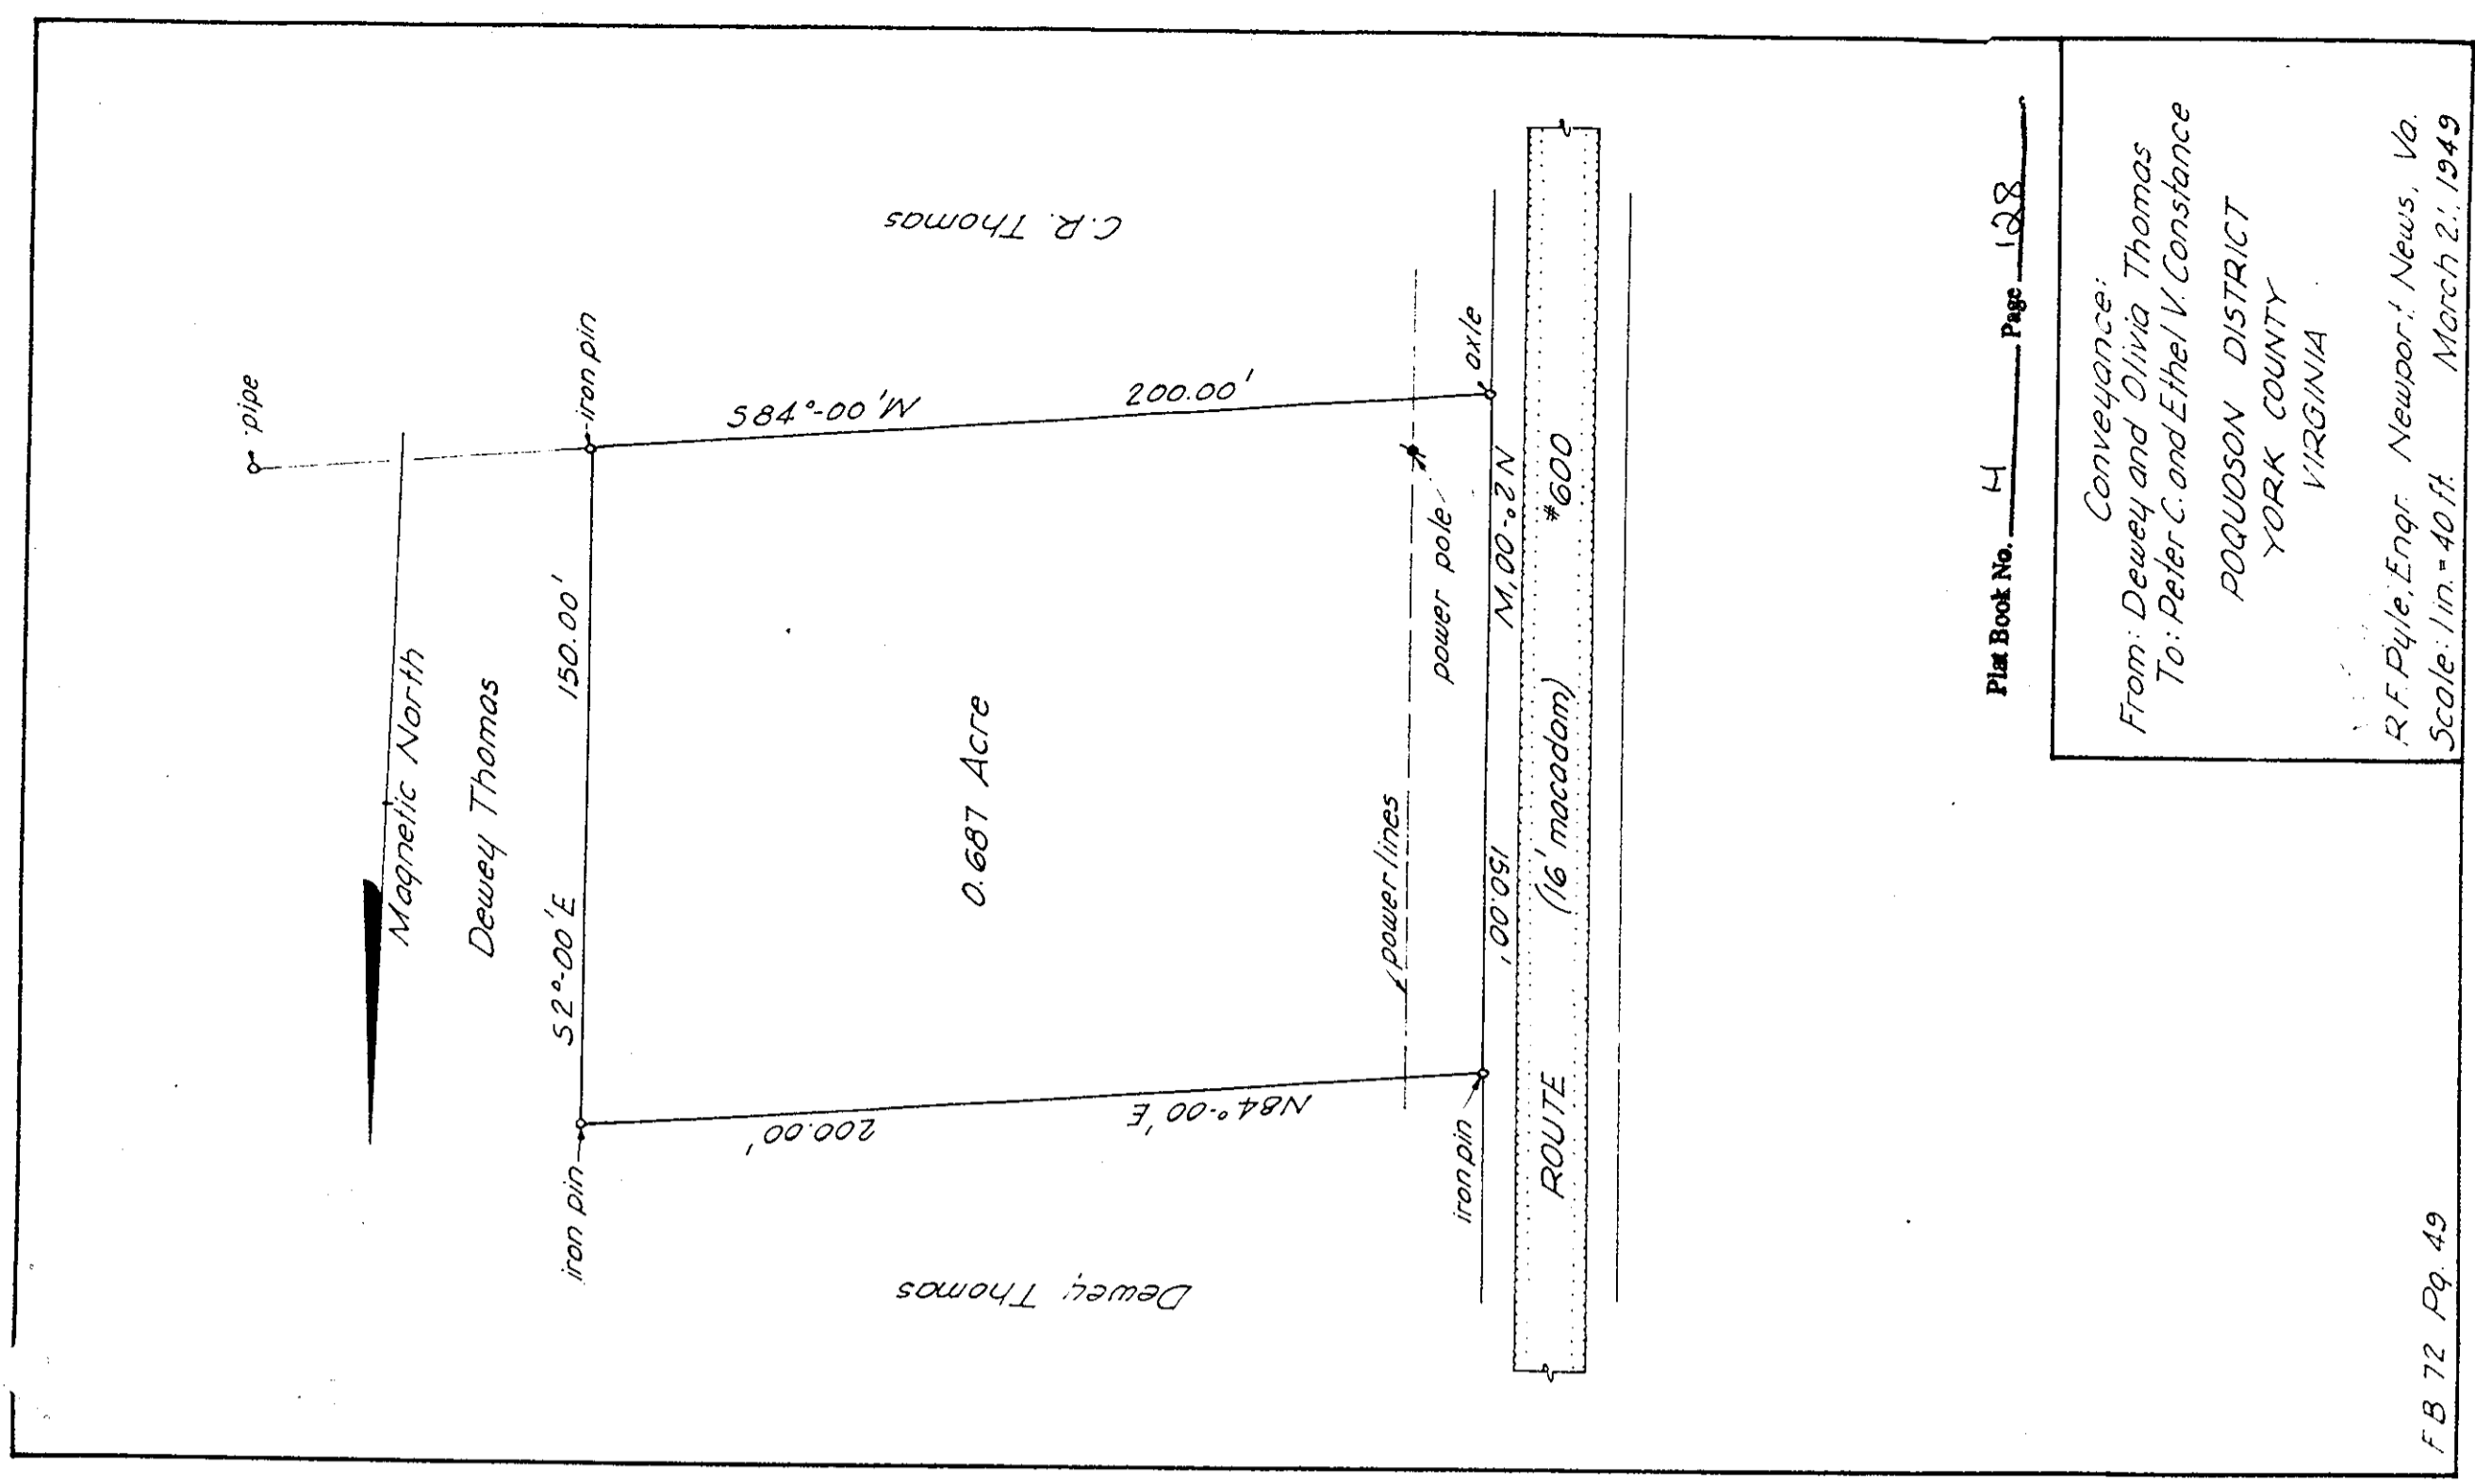 pipe
iron pin
C.R. Thomas
S84°-00'W 200.00'
axle
Magnetic North
Dewey Thomas
S2°-00'E 150.00'
0.687 Acre
power pole
power lines
N 2°-00'W 150.00'
ROUTE (16' macadam) #600
iron pin
N84°-00'E 200.00'
iron pin
Dewey Thomas
Plat Book No. H Page 128
Conveyance:
From: Dewey and Olivia Thomas
To: Peter C. and Ethel V. Constance
POQUOSON DISTRICT
YORK COUNTY
VIRGINIA
R.F. Pyle, Engr. Newport News, Va.
Scale: 1 in. = 40 ft. March 21, 1949
F B 72 Pg. 49